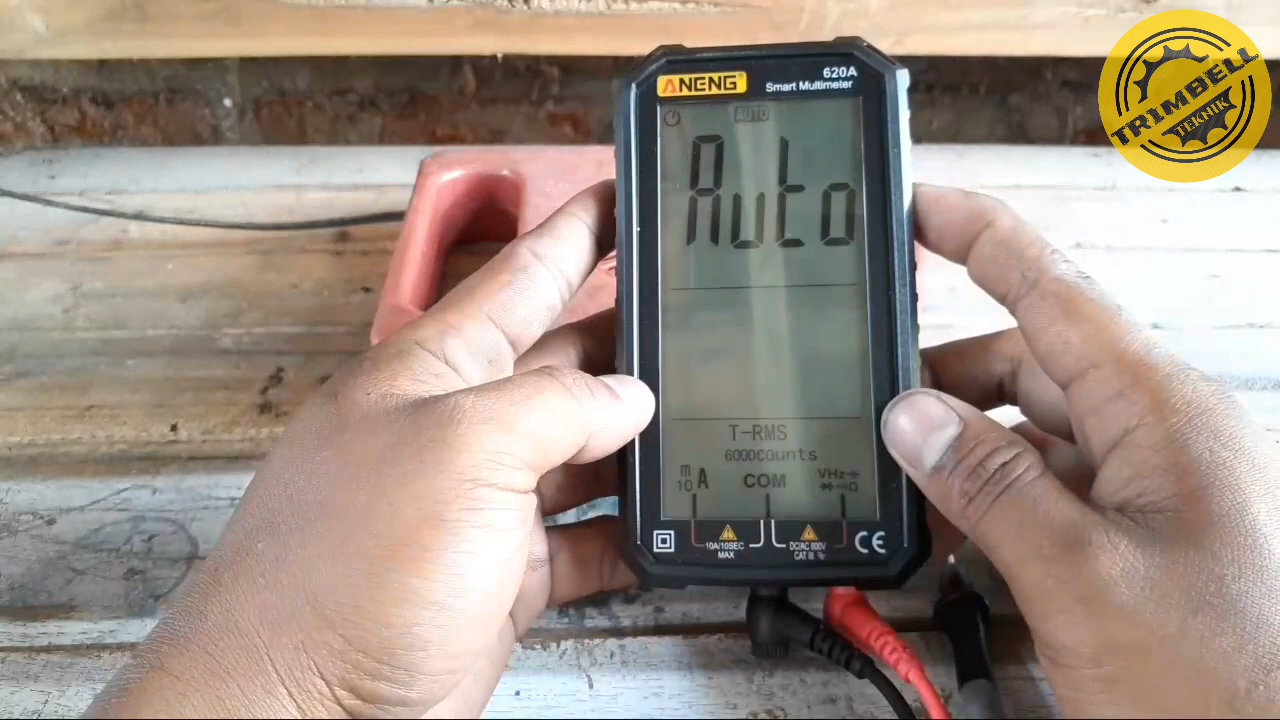 ANENG
620A
Smart Multimeter
AUTO
Auto
T-RMS
6000counts
m
10 A
COM
VHz
Ω
10A/10SEC
MAX
DC/AC 600V
CAT III
CE
TR1MBELL
TEKNIK